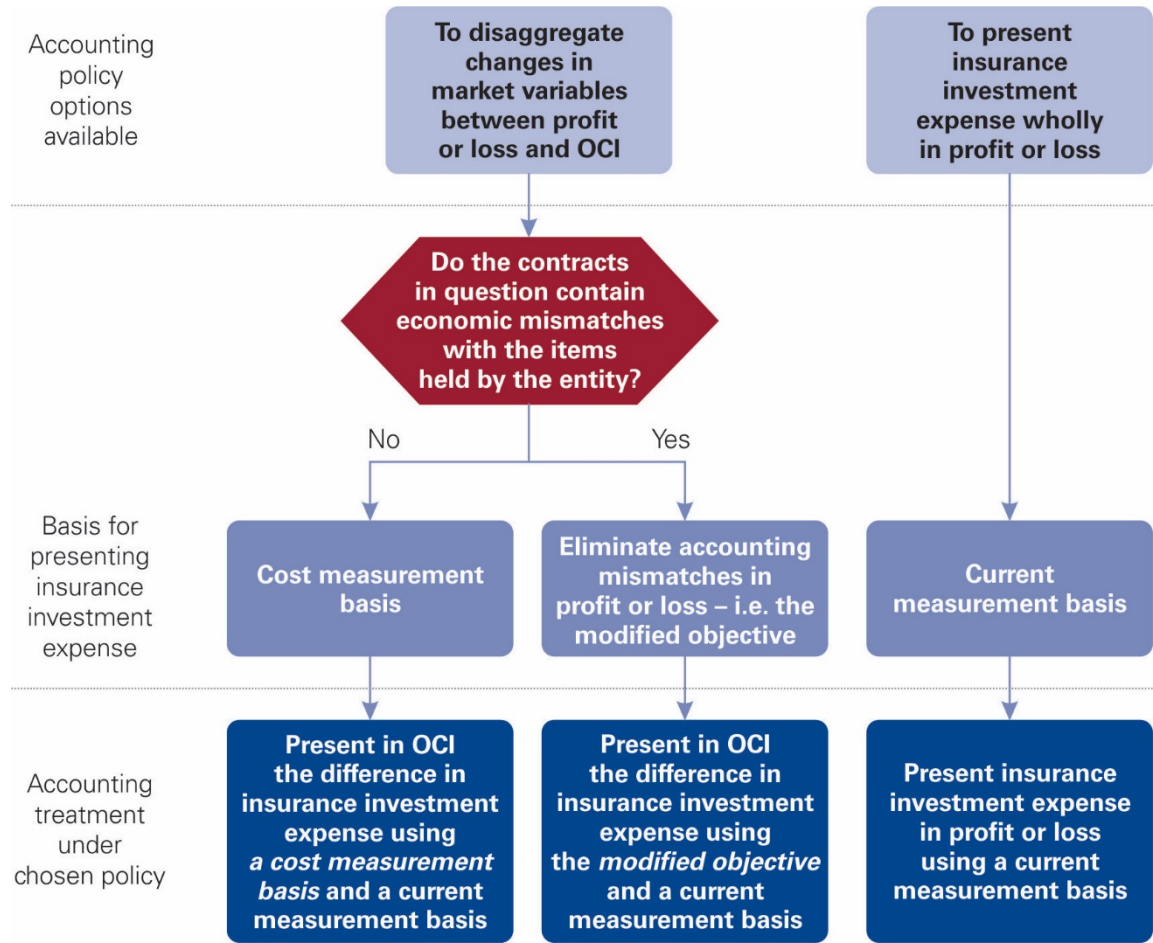 Accounting
policy
options
available
To disaggregate
changes in
market variables
between profit
or loss and OCI
To present
insurance
investment
expense wholly
in profit or loss
Do the contracts
in question contain
economic mismatches
with the items
held by the entity?
No
Yes
Basis for
presenting
insurance
investment
expense
Cost measurement
basis
Eliminate accounting
mismatches in
profit or loss – i.e. the
modified objective
Current
measurement basis
Accounting
treatment
under
chosen policy
Present in OCI
the difference in
insurance investment
expense using
a cost measurement
basis and a current
measurement basis
Present in OCI
the difference in
insurance investment
expense using
the modified objective
and a current
measurement basis
Present insurance
investment expense
in profit or loss
using a current
measurement basis